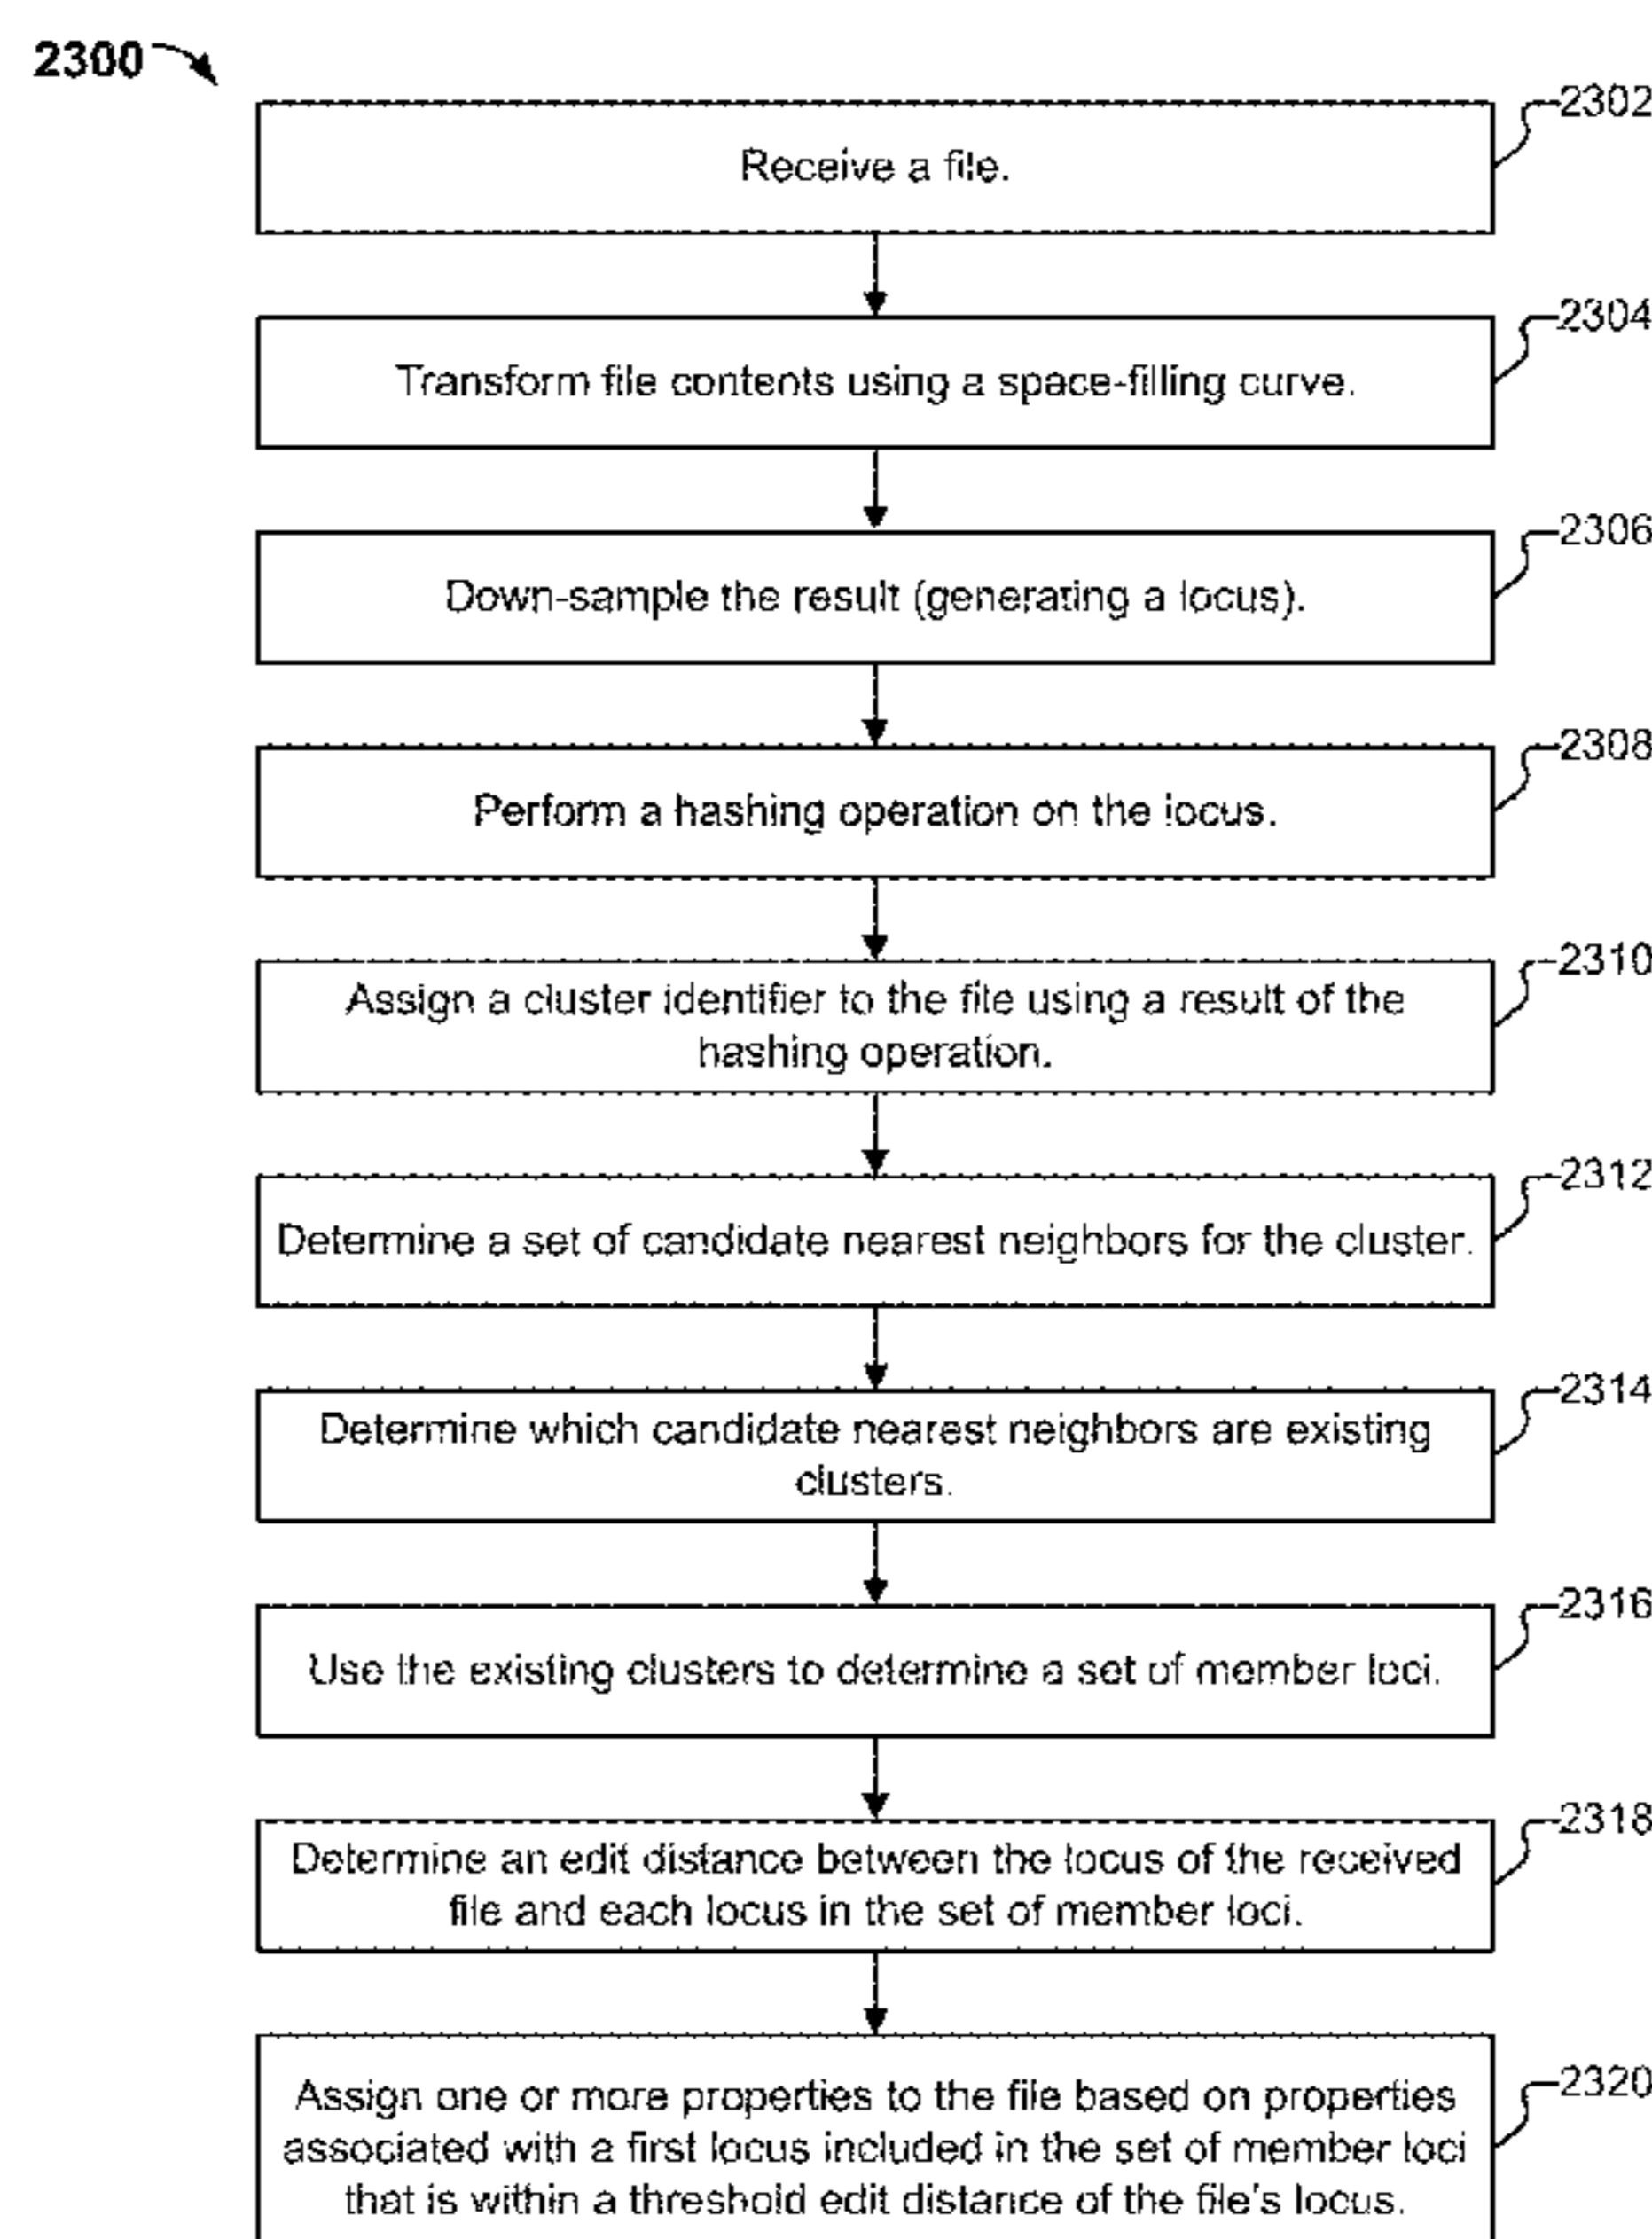 2300
2302
Receive a file.
2304
Transform file contents using a space-filling curve.
2306
Down-sample the result (generating a locus).
2308
Perform a hashing operation on the locus.
2310
Assign a cluster identifier to the file using a result of the
hashing operation.
2312
Determine a set of candidate nearest neighbors for the cluster.
2314
Determine which candidate nearest neighbors are existing
clusters.
2316
Use the existing clusters to determine a set of member loci.
2318
Determine an edit distance between the locus of the received
file and each locus in the set of member loci.
2320
Assign one or more properties to the file based on properties
associated with a first locus included in the set of member loci
that is within a threshold edit distance of the file's locus.